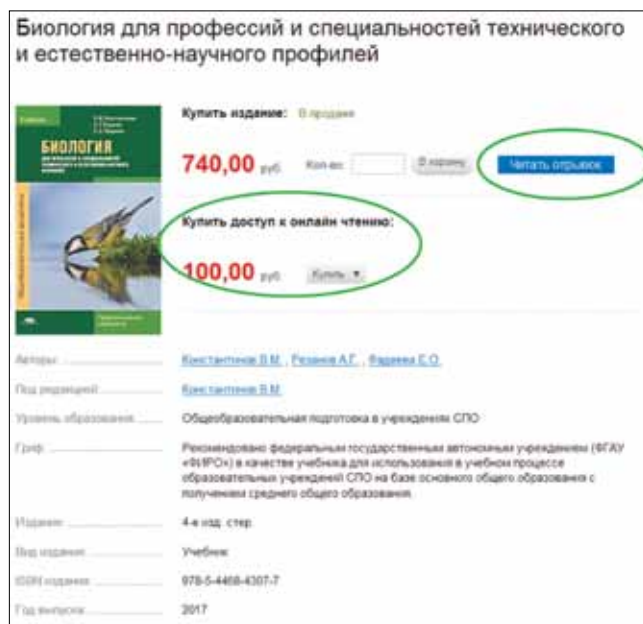 Биология для профессий и специальностей технического
и естественно-научного профилей
БИОЛОГИЯ
Купить издание: В продаже
740,00 руб. Кол-во: В корзину Читать отрывок
Купить доступ к онлайн чтению:
100,00 руб. Купить ▼
Авторы Константинов В.М., Резанов А.Г., Фадеева Е.О.
Под редакцией Константинов В.М.
Уровень образования Общеобразовательная подготовка в учреждениях СПО
Гриф Рекомендовано федеральным государственным автономным учреждением (ФГАУ
«ФИРО») в качестве учебника для использования в учебном процессе
образовательных учреждений СПО на базе основного общего образования с
получением среднего общего образования.
Издание 4-е изд. стер.
Вид издания Учебник
ISBN издания 978-5-4468-4307-7
Год выпуска 2017